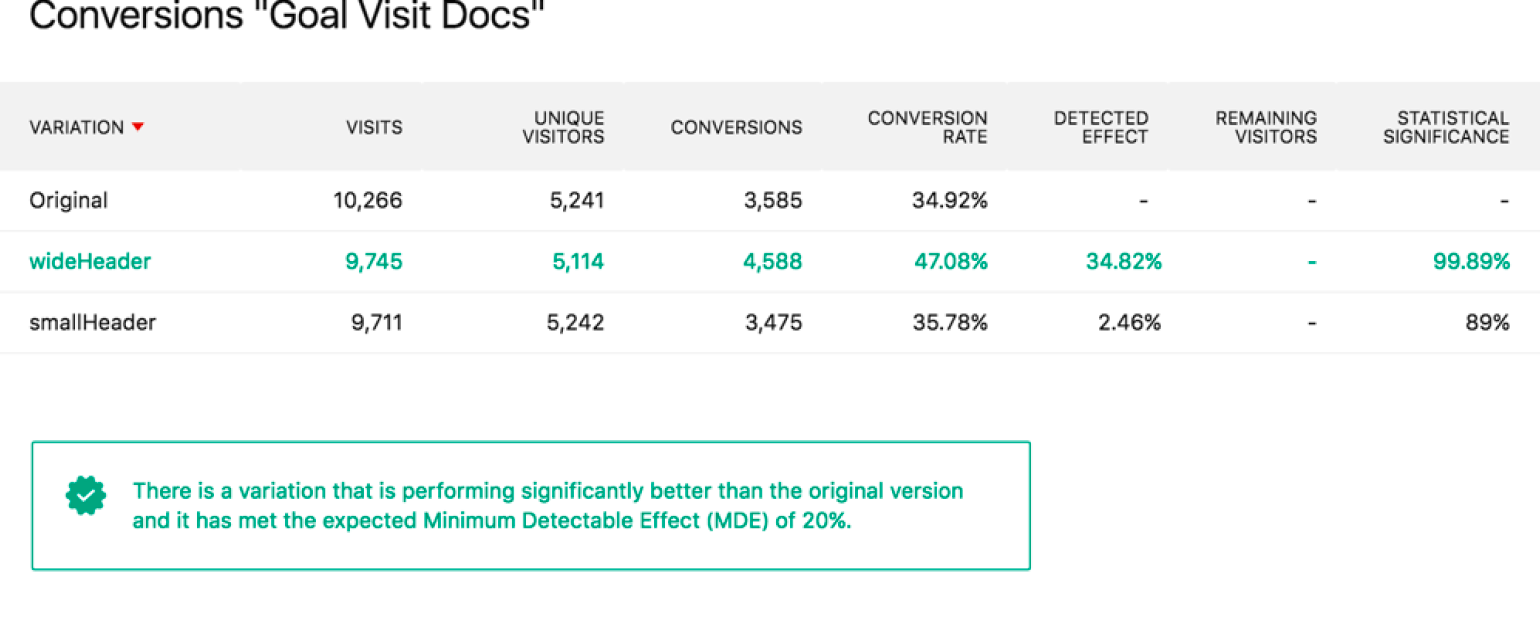 Conversions "Goal Visit Docs"
VARIATION VISITS UNIQUE VISITORS CONVERSIONS CONVERSION RATE DETECTED EFFECT REMAINING VISITORS STATISTICAL SIGNIFICANCE
Original 10,266 5,241 3,585 34.92% - - -
wideHeader 9,745 5,114 4,588 47.08% 34.82% - 99.89%
smallHeader 9,711 5,242 3,475 35.78% 2.46% - 89%
There is a variation that is performing significantly better than the original version
and it has met the expected Minimum Detectable Effect (MDE) of 20%.